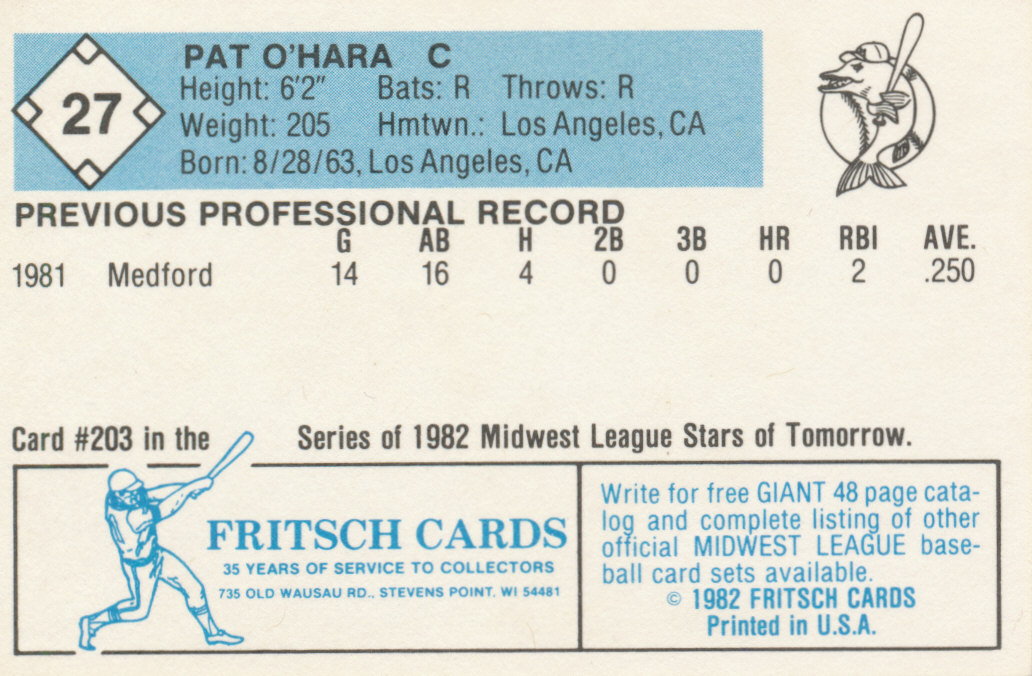 27
PAT O'HARA C
Height: 6'2" Bats: R Throws: R
Weight: 205 Hmtwn.: Los Angeles, CA
Born: 8/28/63, Los Angeles, CA
PREVIOUS PROFESSIONAL RECORD
G AB H 2B 3B HR RBI AVE.
1981 Medford 14 16 4 0 0 0 2 .250
Card #203 in the Series of 1982 Midwest League Stars of Tomorrow.
FRITSCH CARDS
35 YEARS OF SERVICE TO COLLECTORS
735 OLD WAUSAU RD., STEVENS POINT, WI 54481
Write for free GIANT 48 page cata-
log and complete listing of other
official MIDWEST LEAGUE base-
ball card sets available.
© 1982 FRITSCH CARDS
Printed in U.S.A.